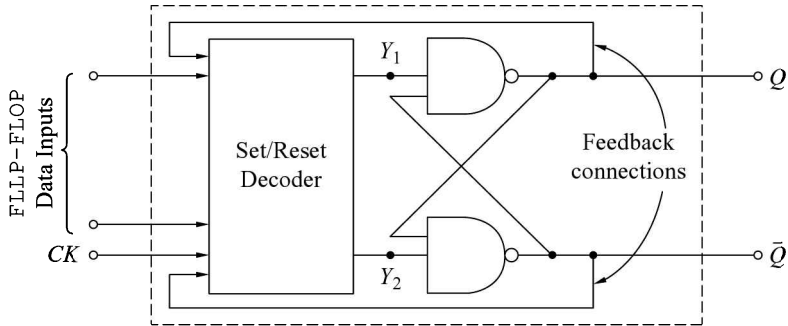 FLLP-FLOP
Data Inputs
CK
Set/Reset
Decoder
Y₁
Y₂
Feedback
connections
Q
Q̄